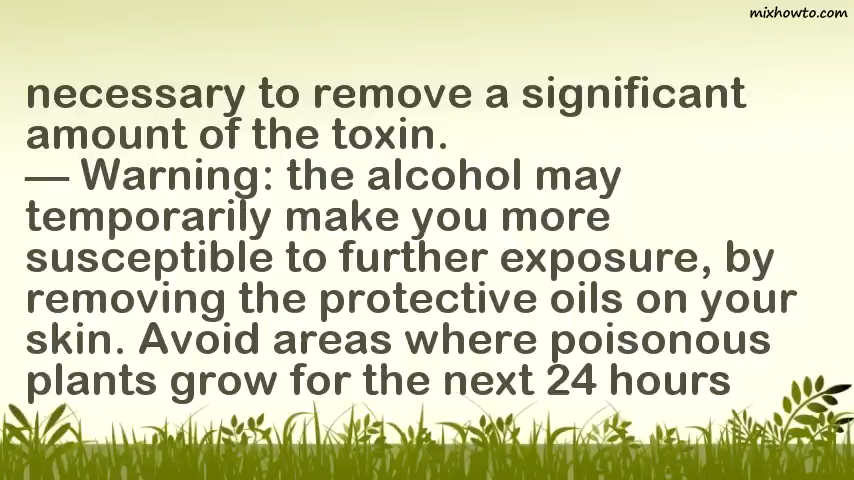 mixhowto.com
necessary to remove a significant
amount of the toxin.
— Warning: the alcohol may
temporarily make you more
susceptible to further exposure, by
removing the protective oils on your
skin. Avoid areas where poisonous
plants grow for the next 24 hours